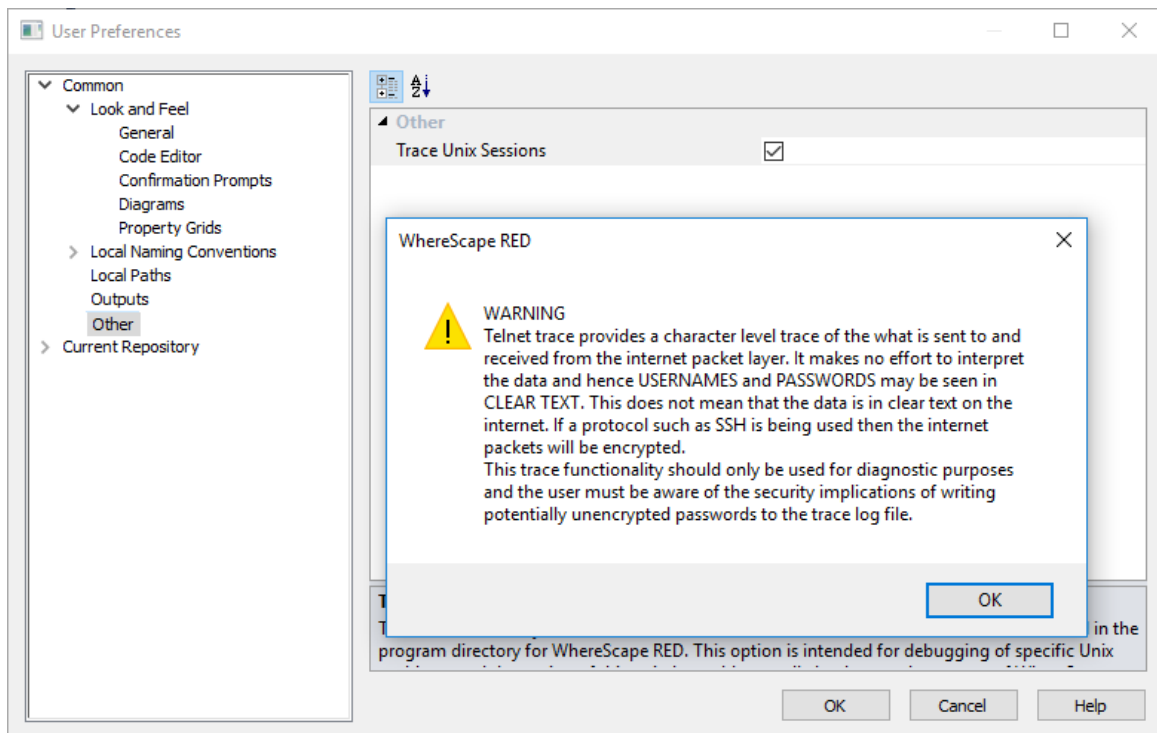 User Preferences
Common
Look and Feel
General
Code Editor
Confirmation Prompts
Diagrams
Property Grids
Local Naming Conventions
Local Paths
Outputs
Other
Current Repository
A
Z
Other
Trace Unix Sessions
WhereScape RED
WARNING
Telnet trace provides a character level trace of the what is sent to and
received from the internet packet layer. It makes no effort to interpret
the data and hence USERNAMES and PASSWORDS may be seen in
CLEAR TEXT. This does not mean that the data is in clear text on the
internet. If a protocol such as SSH is being used then the internet
packets will be encrypted.
This trace functionality should only be used for diagnostic purposes
and the user must be aware of the security implications of writing
potentially unencrypted passwords to the trace log file.
OK
in the
program directory for WhereScape RED. This option is intended for debugging of specific Unix
OK
Cancel
Help